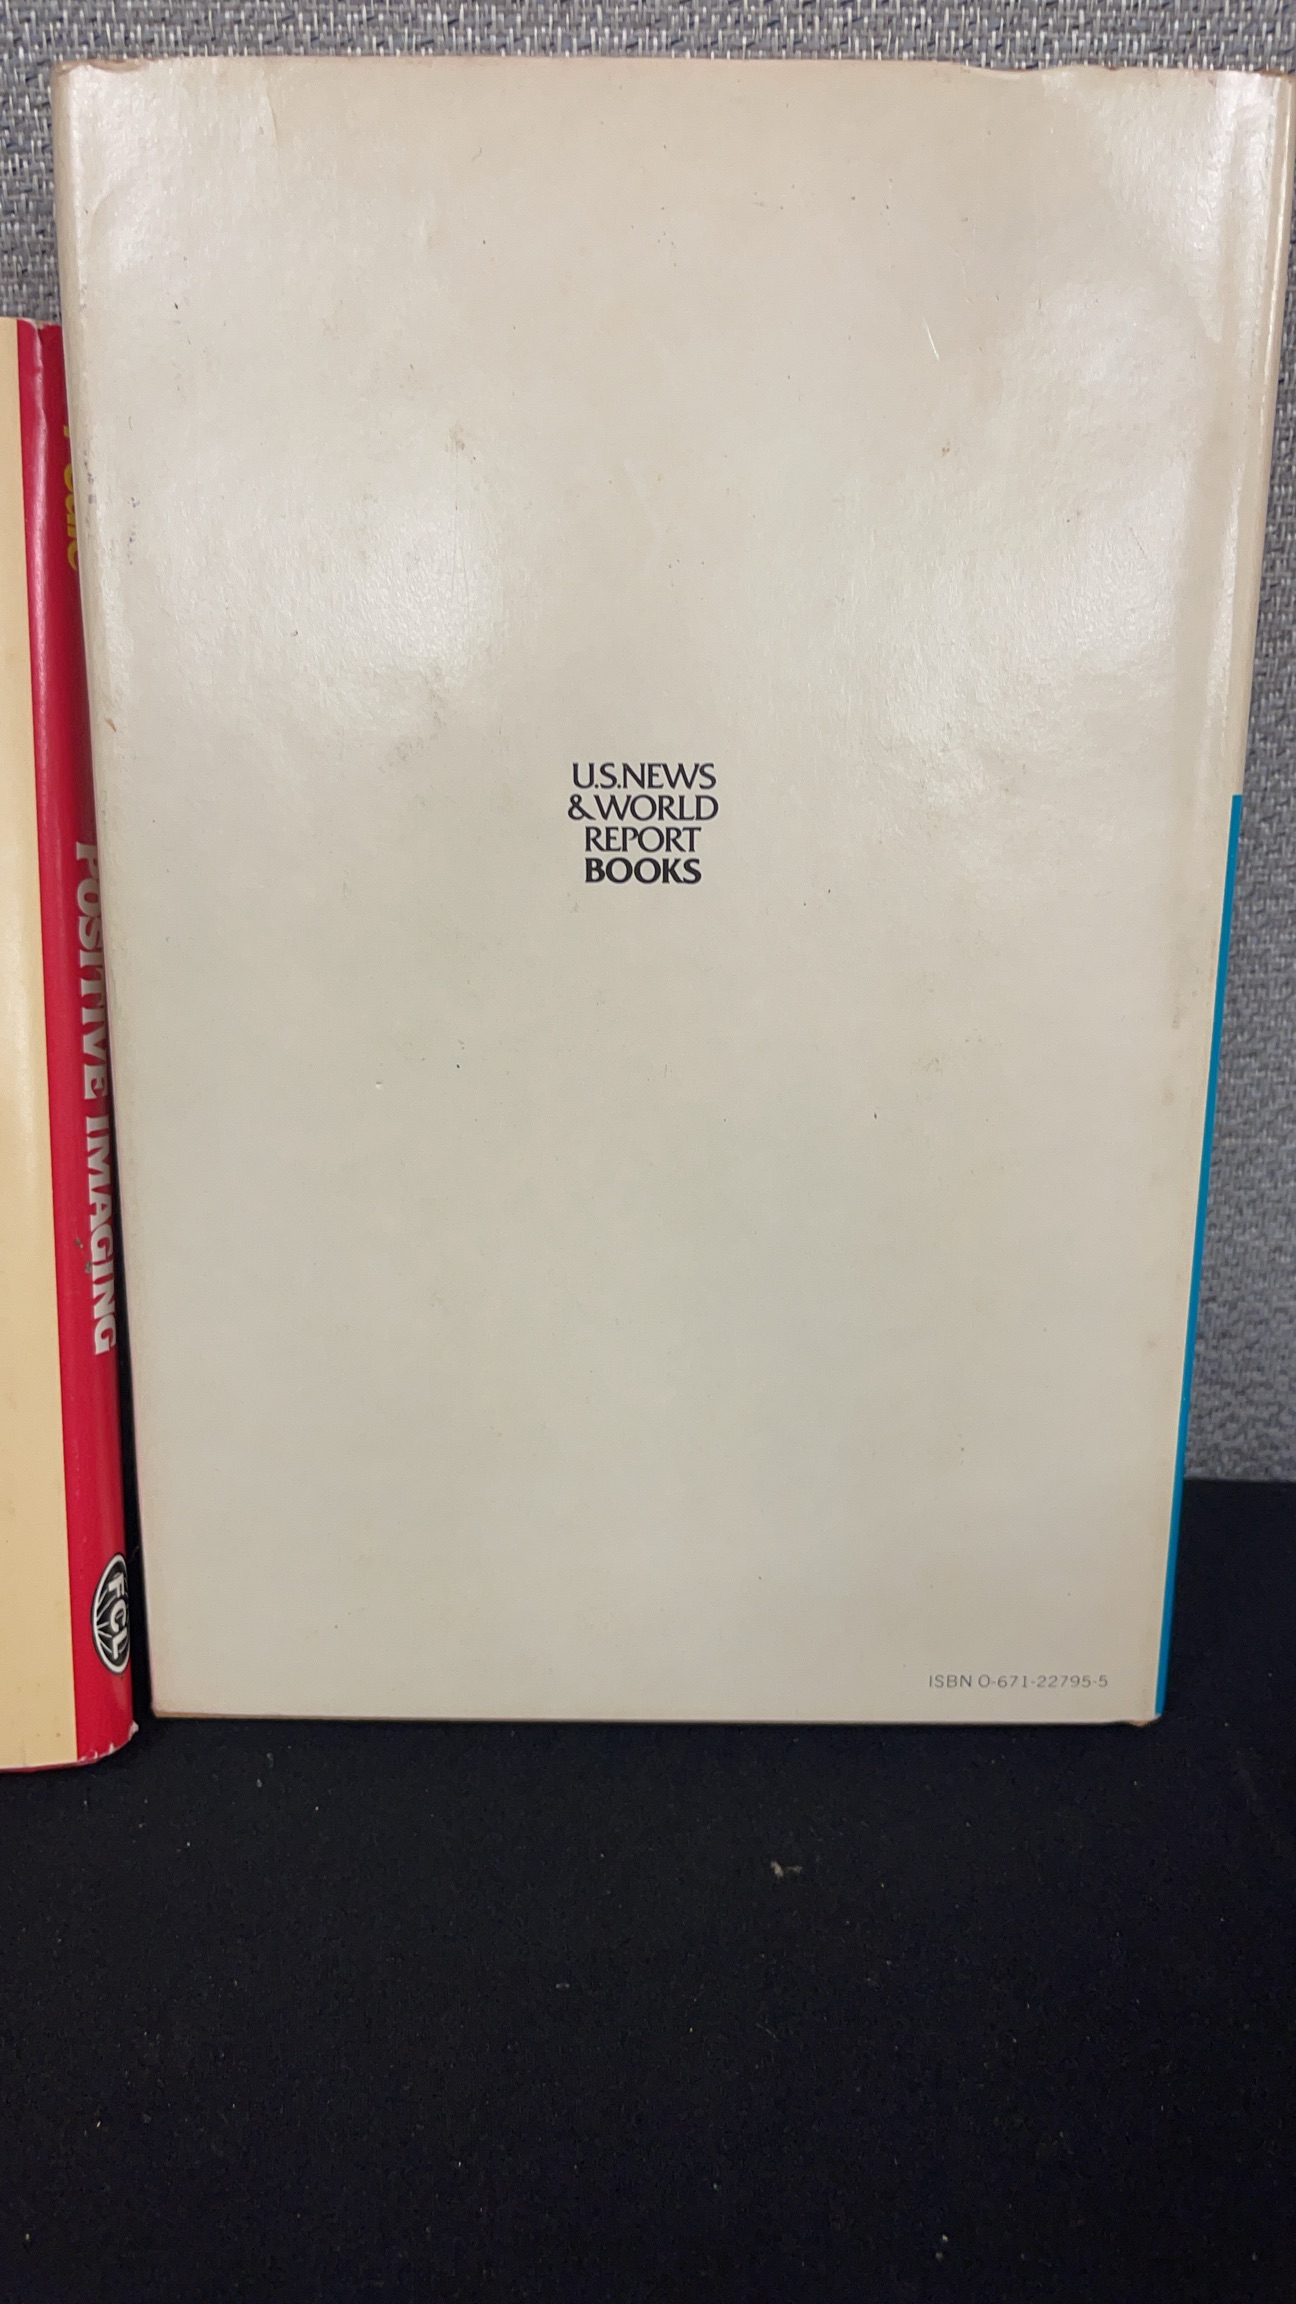 POSITIVE IMAGING
FCL
U.S.NEWS
& WORLD
REPORT
BOOKS
ISBN 0-671-22795-5